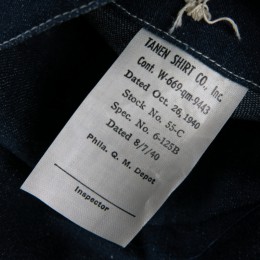 TANEN SHIRT CO., Inc.
Cont. W-669-qm-9443
Dated Oct. 26, 1940
Stock No. 55-C
Spec. No. 6-125B
Dated 8/7/40
Phila. Q. M. Depot
Inspector